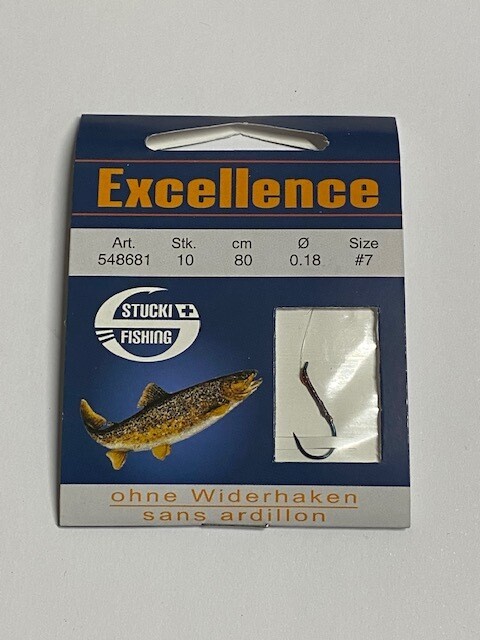 Excellence
Art. Stk. cm Ø Size
548681 10 80 0.18 #7
STUCKI
FISHING
ohne Widerhaken
sans ardillon